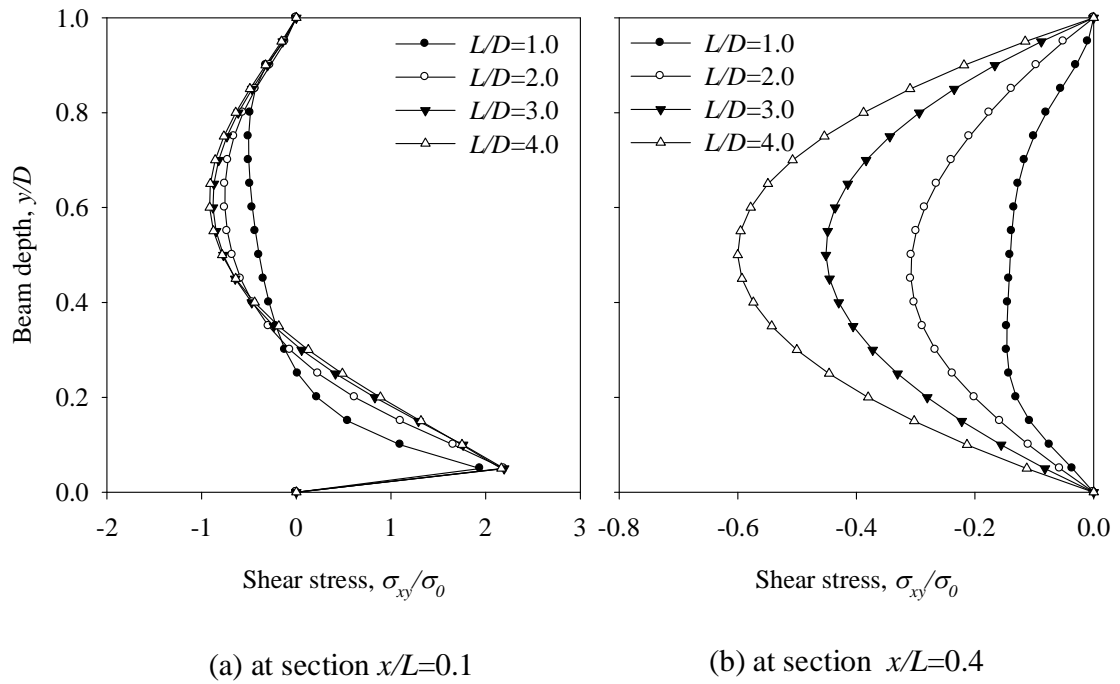 1.0
0.8
0.6
0.4
0.2
0.0
Beam depth, y/D
-2 -1 0 1 2 3
Shear stress, σxy/σ0
L/D=1.0
L/D=2.0
L/D=3.0
L/D=4.0
(a) at section x/L=0.1
L/D=1.0
L/D=2.0
L/D=3.0
L/D=4.0
-0.8 -0.6 -0.4 -0.2 0.0
Shear stress, σxy/σ0
(b) at section x/L=0.4